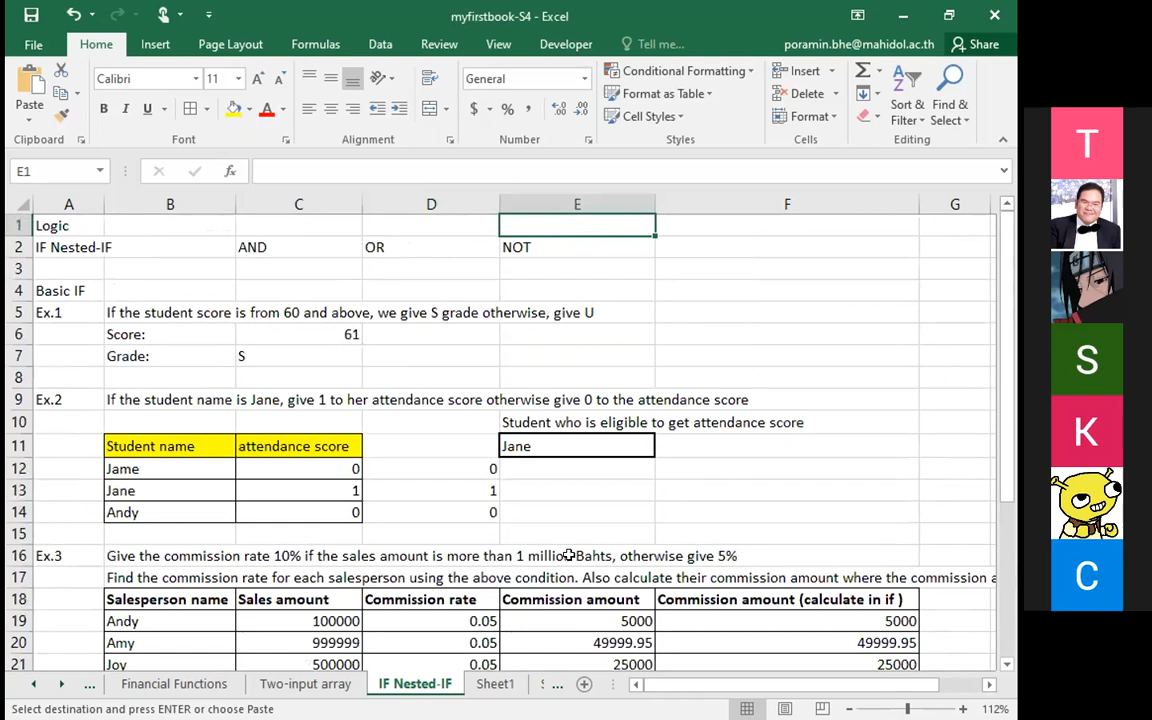 myfirstbook-S4 - Excel
File Home Insert Page Layout Formulas Data Review View Developer Tell me... poramin.bhe@mahidol.ac.th Share
Paste
Calibri 11
B I U
General
$ % ,
Conditional Formatting
Format as Table
Cell Styles
Insert
Delete
Format
Sort & Filter
Find & Select
Clipboard Font Alignment Number Styles Cells Editing
E1 fx
A B C D E F G
1 Logic
2 IF Nested-IF AND OR NOT
3
4 Basic IF
5 Ex.1 If the student score is from 60 and above, we give S grade otherwise, give U
6 Score: 61
7 Grade: S
8
9 Ex.2 If the student name is Jane, give 1 to her attendance score otherwise give 0 to the attendance score
10 Student who is eligible to get attendance score
11 Student name attendance score Jane
12 Jame 0 0
13 Jane 1 1
14 Andy 0 0
15
16 Ex.3 Give the commission rate 10% if the sales amount is more than 1 million Bahts, otherwise give 5%
17 Find the commission rate for each salesperson using the above condition. Also calculate their commission amount where the commission a
18 Salesperson name Sales amount Commission rate Commission amount Commission amount (calculate in if )
19 Andy 100000 0.05 5000 5000
20 Amy 999999 0.05 49999.95 49999.95
21 Joy 500000 0.05 25000 25000
... Financial Functions Two-input array IF Nested-IF Sheet1 ...
Select destination and press ENTER or choose Paste 112%
T
S
K
C